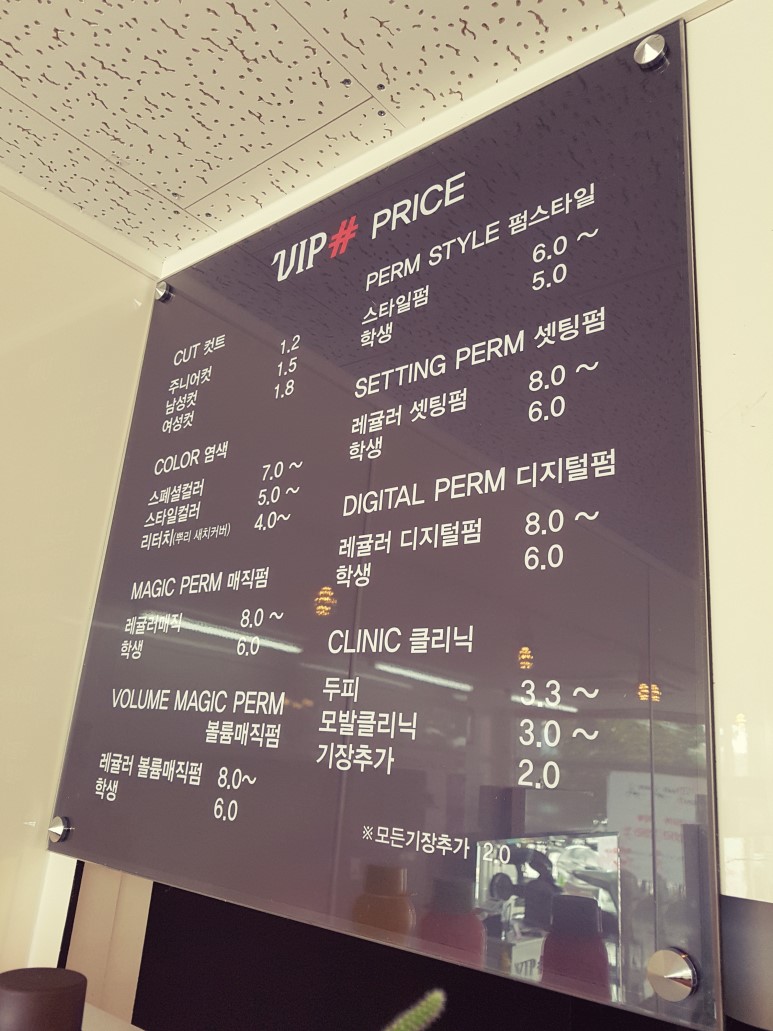 VIP# PRICE
CUT 컷트
주니어컷 1.2
남성컷 1.5
여성컷 1.8
COLOR 염색
스페셜컬러 7.0 ~
스타일컬러 5.0 ~
리터치(뿌리 새치커버) 4.0~
MAGIC PERM 매직펌
레귤러매직 8.0 ~
학생 6.0
VOLUME MAGIC PERM
볼륨매직펌
레귤러 볼륨매직펌 8.0~
학생 6.0
PERM STYLE 펌스타일
스타일펌 6.0 ~
학생 5.0
SETTING PERM 셋팅펌
레귤러 셋팅펌 8.0 ~
학생 6.0
DIGITAL PERM 디지털펌
레귤러 디지털펌 8.0 ~
학생 6.0
CLINIC 클리닉
두피 3.3 ~
모발클리닉 3.0 ~
기장추가 2.0
※모든기장추가 2.0
VIP